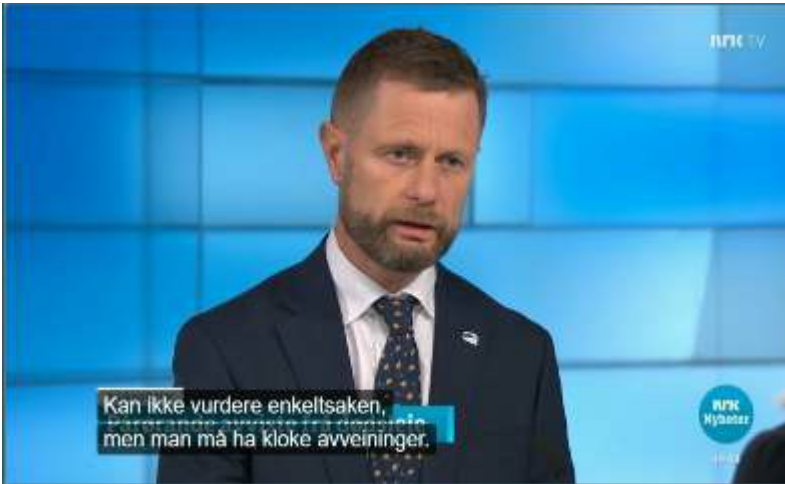 NRK TV
Kan ikke vurdere enkeltsaken,
men man må ha kloke avveininger.
NRK
Nyheter